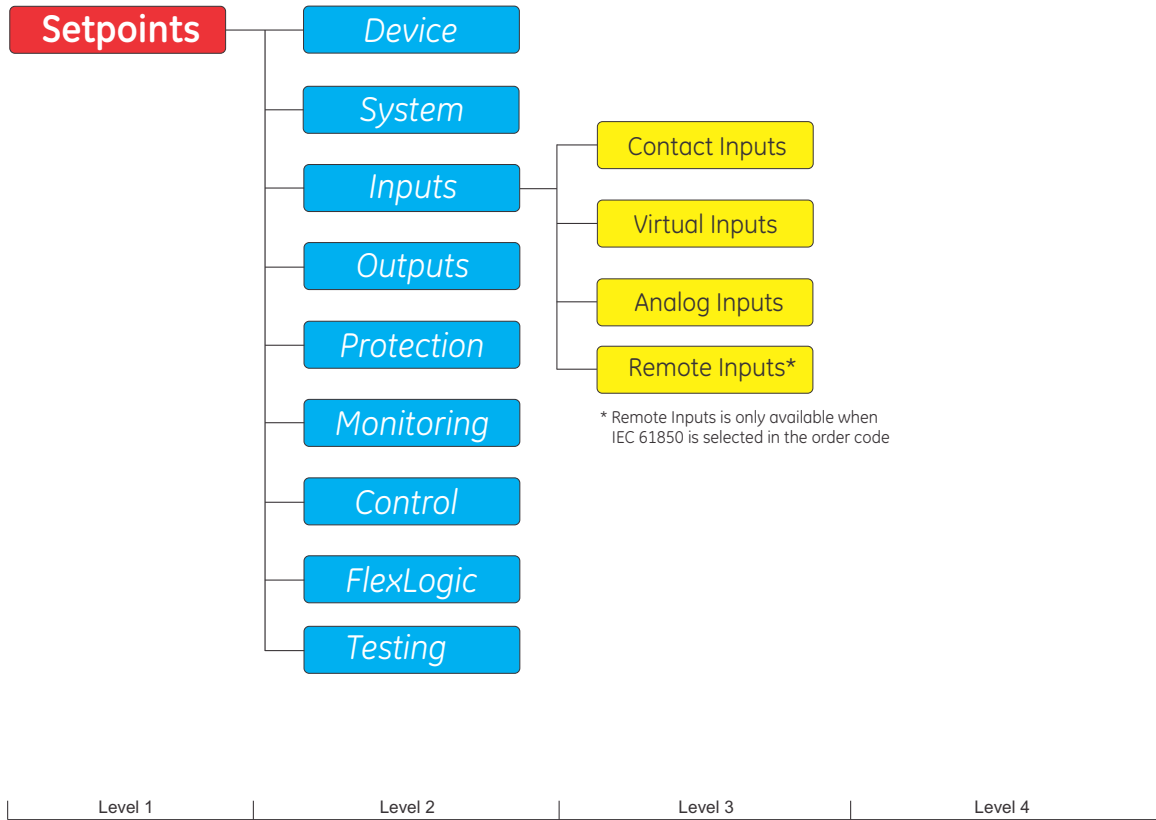 Setpoints
Device
System
Inputs
Outputs
Protection
Monitoring
Control
FlexLogic
Testing
Contact Inputs
Virtual Inputs
Analog Inputs
Remote Inputs*
* Remote Inputs is only available when
IEC 61850 is selected in the order code
Level 1
Level 2
Level 3
Level 4